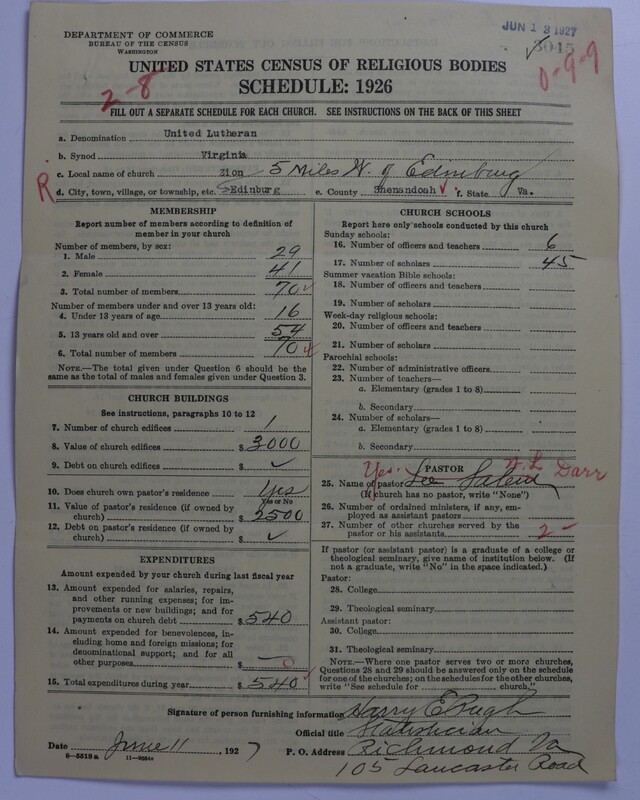 JUN 13 1927
3045
0-9-9
DEPARTMENT OF COMMERCE
BUREAU OF THE CENSUS
WASHINGTON
UNITED STATES CENSUS OF RELIGIOUS BODIES
SCHEDULE: 1926
2-8
FILL OUT A SEPARATE SCHEDULE FOR EACH CHURCH. SEE INSTRUCTIONS ON THE BACK OF THIS SHEET
a. Denomination United Lutheran
b. Synod Virginia
c. Local name of church Zion 5 Miles W. of Edinburg
R d. City, town, village, or township, etc. Edinburg e. County Shenandoah f. State Va.
MEMBERSHIP
Report number of members according to definition of
member in your church
Number of members, by sex:
1. Male 29
2. Female 41
3. Total number of members 70
Number of members under and over 13 years old:
4. Under 13 years of age 16
5. 13 years old and over 54
6. Total number of members 70
NOTE.—The total given under Question 6 should be
the same as the total of males and females given under Question 3.
CHURCH BUILDINGS
See instructions, paragraphs 10 to 12
7. Number of church edifices 1
8. Value of church edifices $ 3000
9. Debt on church edifices $ ✓
10. Does church own pastor's residence Yes
Yes or No
11. Value of pastor's residence (if owned by
church) $ 2500
12. Debt on pastor's residence (if owned by
church) $ ✓
EXPENDITURES
Amount expended by your church during last fiscal year
13. Amount expended for salaries, repairs,
and other running expenses; for im-
provements or new buildings; and for
payments on church debt $ 540
14. Amount expended for benevolences, in-
cluding home and foreign missions; for
denominational support; and for all
other purposes $ — 0
15. Total expenditures during year $ 540
CHURCH SCHOOLS
Report here only schools conducted by this church
Sunday schools:
16. Number of officers and teachers 6
17. Number of scholars 45
Summer vacation Bible schools:
18. Number of officers and teachers
19. Number of scholars
Week-day religious schools:
20. Number of officers and teachers
21. Number of scholars
Parochial schools:
22. Number of administrative officers
23. Number of teachers—
a. Elementary (grades 1 to 8)
b. Secondary
24. Number of scholars—
a. Elementary (grades 1 to 8)
b. Secondary
Yes. PASTOR Darr
25. Name of pastor See Salem
(If church has no pastor, write "None")
26. Number of ordained ministers, if any, em-
ployed as assistant pastors
27. Number of other churches served by the
pastor or his assistants 2-
If pastor (or assistant pastor) is a graduate of a college or
theological seminary, give name of institution below. (If
not a graduate, write "No" in the space indicated.)
Pastor:
28. College
29. Theological seminary
Assistant pastor:
30. College
31. Theological seminary
NOTE.—Where one pastor serves two or more churches,
Questions 28 and 29 should be answered only on the schedule
for one of the churches; on the schedules for the other churches,
write "See schedule for church."
Signature of person furnishing information Harry E. Pugh
Official title Statistician
Date June 11, 1927 P. O. Address Richmond Va
8-5518a 11-9554a 105 Lancaster Road